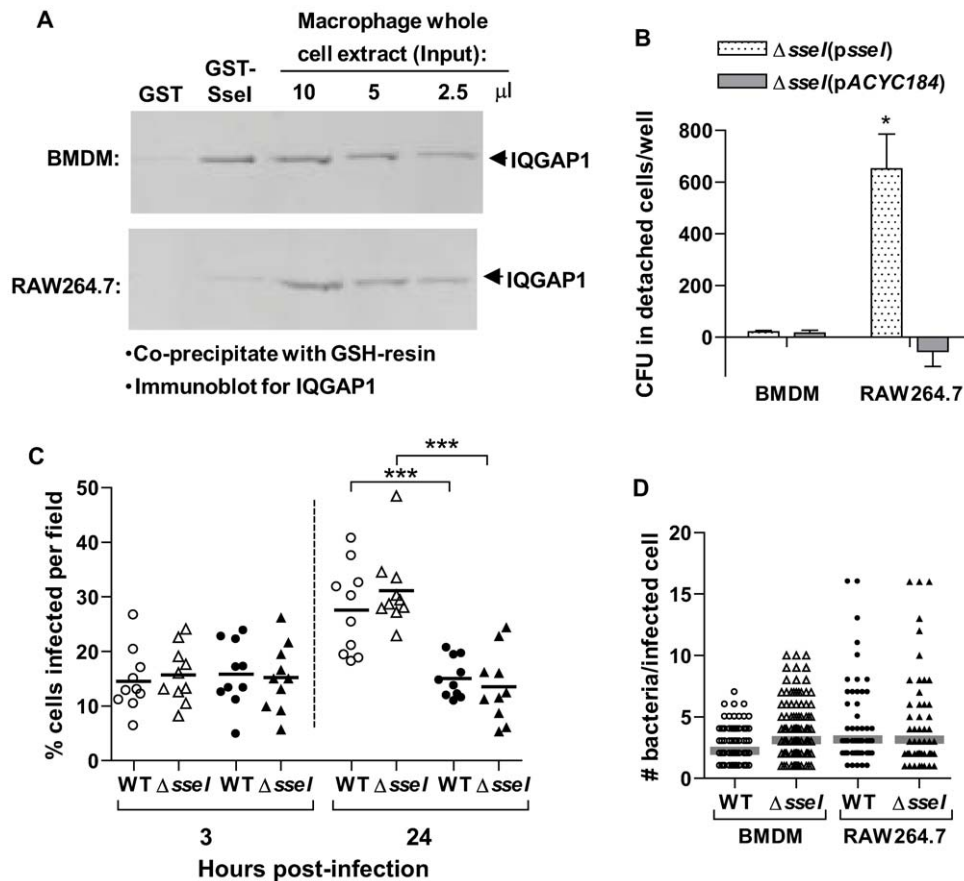 A
Macrophage whole
cell extract (Input):
GST
GST-
SseI
10 5 2.5 µl
BMDM:
IQGAP1
RAW264.7:
IQGAP1
•Co-precipitate with GSH-resin
•Immunoblot for IQGAP1
B
ΔsseI(psseI)
ΔsseI(pACYC184)
CFU in detached cells/well
800
600
400
200
0
*
BMDM RAW264.7
C
% cells infected per field
50
40
30
20
10
0
***
***
WT ΔsseI WT ΔsseI WT ΔsseI WT ΔsseI
3 24
Hours post-infection
D
# bacteria/infected cell
20
15
10
5
0
WT ΔsseI WT ΔsseI
BMDM RAW264.7